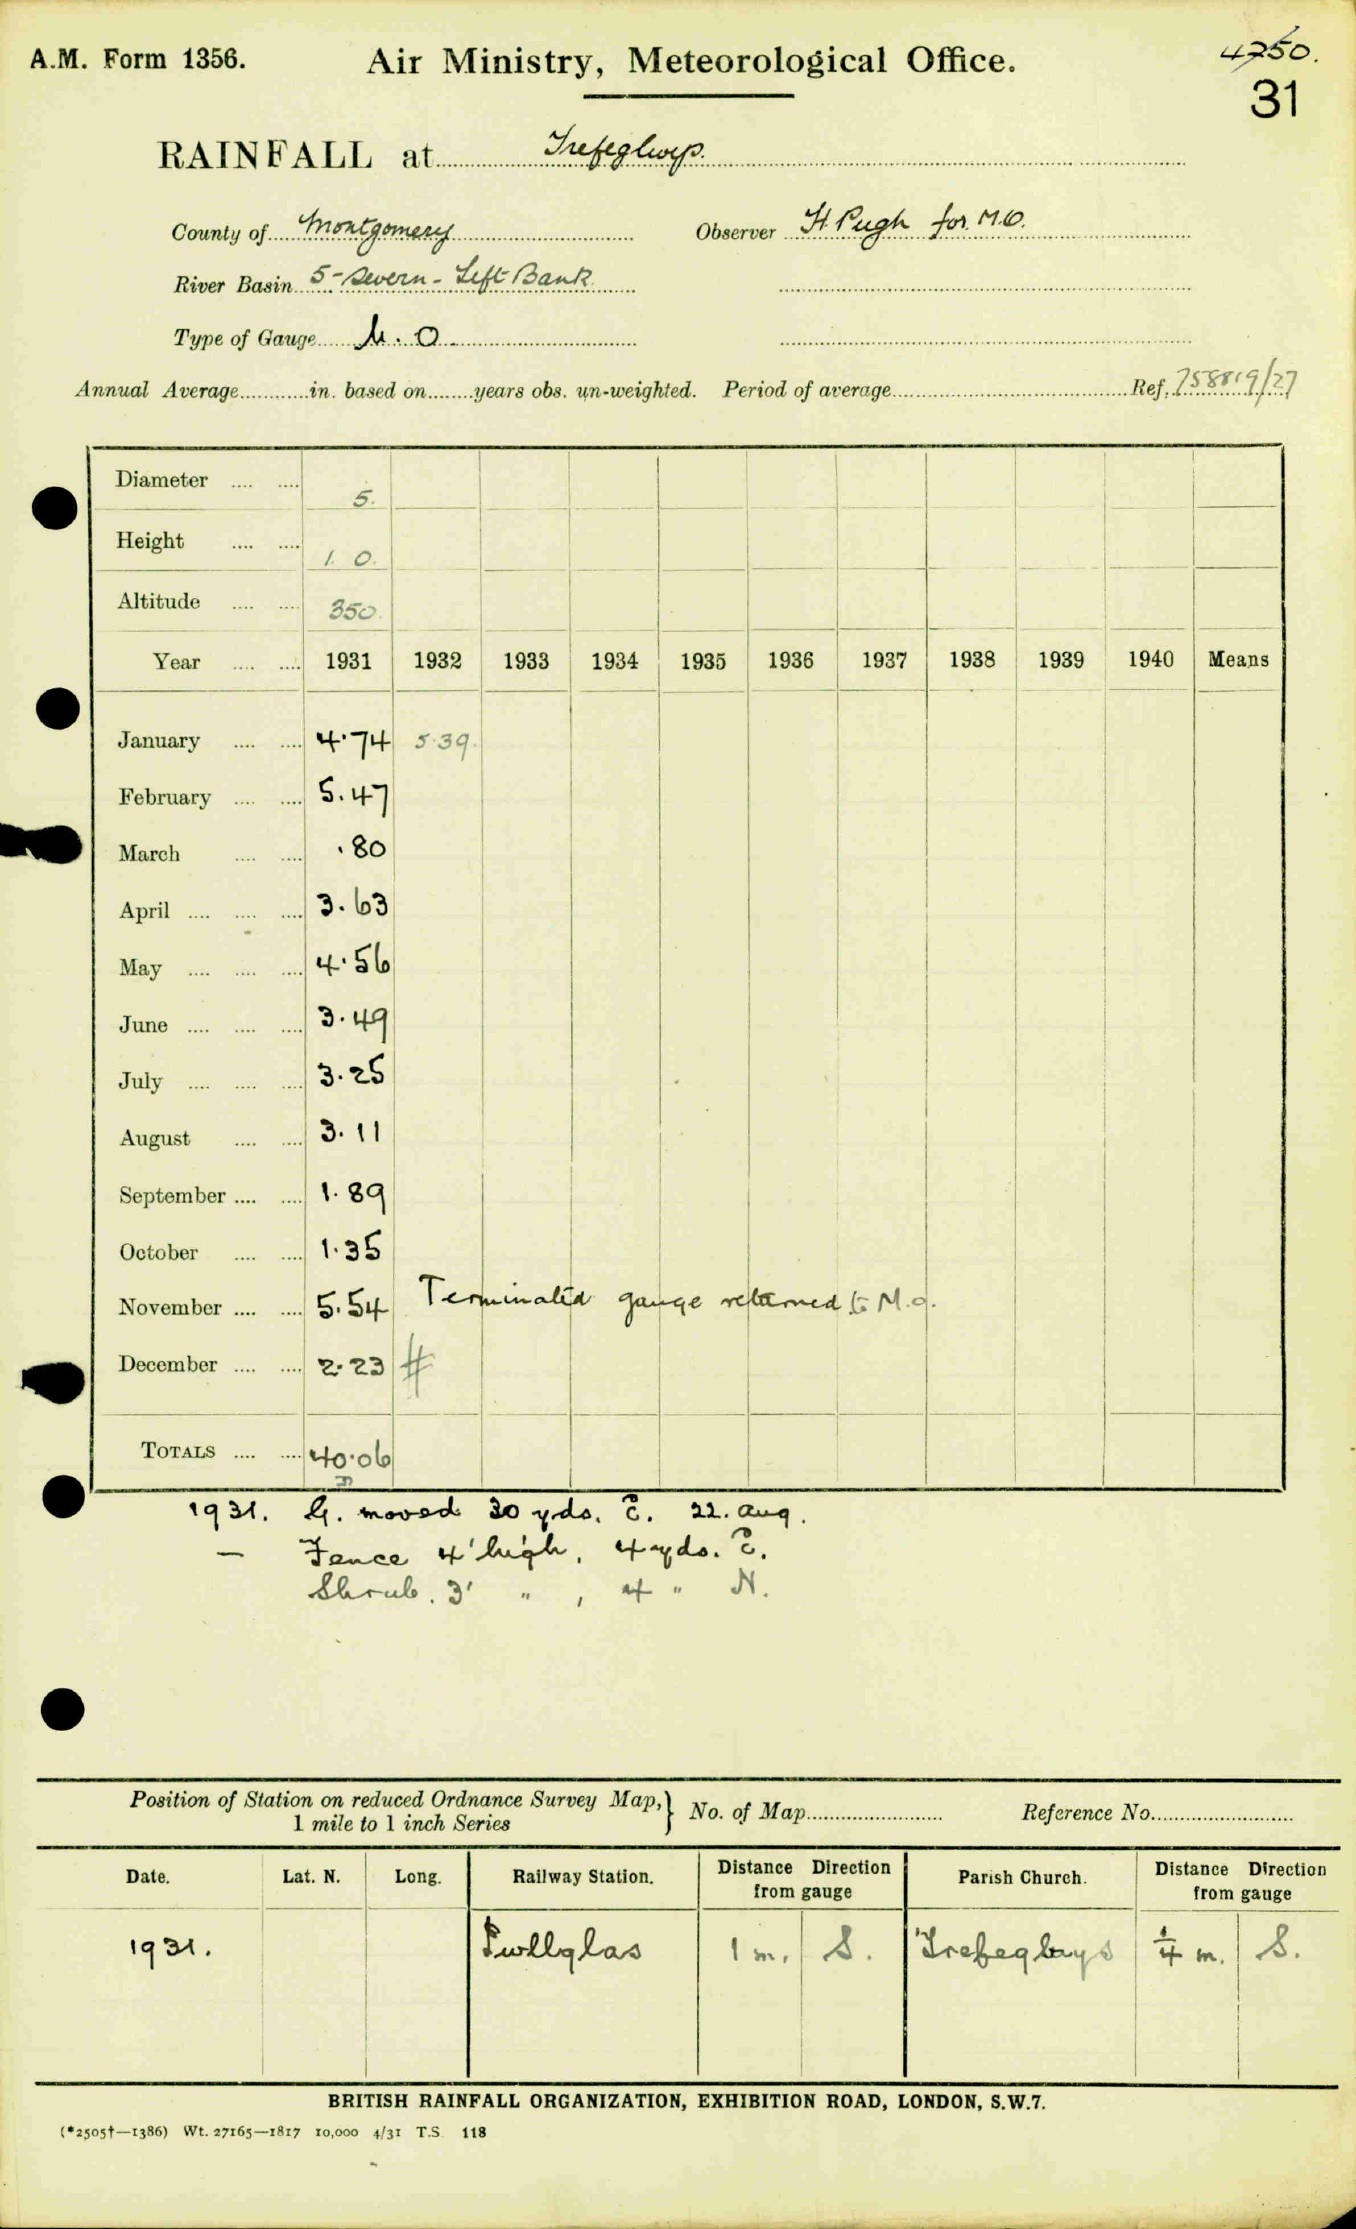 A.M. Form 1356. Air Ministry, Meteorological Office. 4250.
31
RAINFALL at Trefeglwys.
County of Montgomery Observer H. Pugh for M.O.
River Basin 5 - Severn - Left Bank
Type of Gauge M.O.
Annual Average in. based on years obs. un-weighted. Period of average Ref. 758819/27
Diameter 5.
Height 1. 0.
Altitude 350.
Year 1931 1932 1933 1934 1935 1936 1937 1938 1939 1940 Means
January 4.74 5.39.
February 5.47
March .80
April 3.63
May 4.56
June 3.49
July 3.25
August 3.11
September 1.89
October 1.35
November 5.54 Terminated gauge returned to M.O.
December 2.23 #
TOTALS 40.06
1931. G. moved 30 yds. E. 22. Aug.
— Fence 4' high, 4 yds. E.
Shrub. 3' " , 4 " N.
Position of Station on reduced Ordnance Survey Map, } No. of Map Reference No.
1 mile to 1 inch Series
Date. Lat. N. Long. Railway Station. Distance Direction from gauge Parish Church. Distance Direction from gauge
1931. Pwllglas 1 m. S. Trefeglwys 1/4 m. S.
BRITISH RAINFALL ORGANIZATION, EXHIBITION ROAD, LONDON, S.W.7.
(*2505†—1386) Wt. 27165—1817 10,000 4/31 T.S. 118